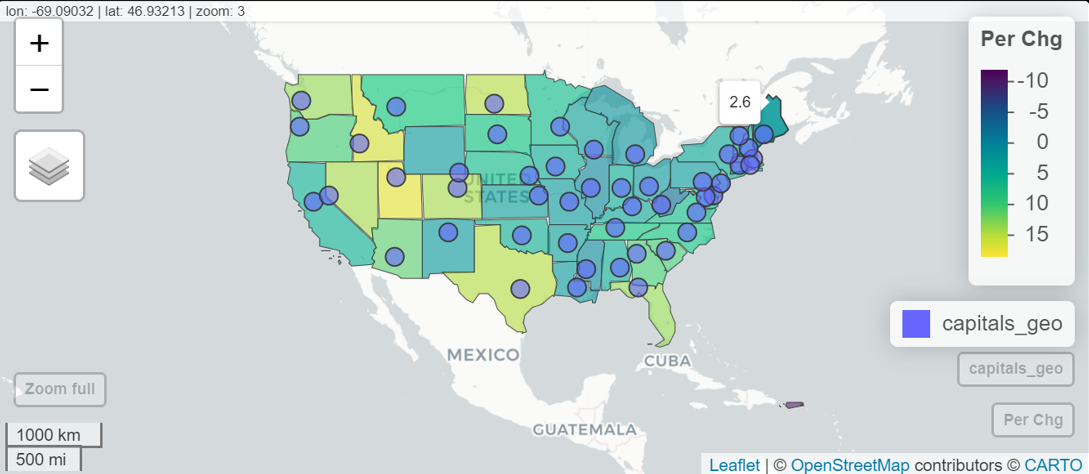 lon: -69.09032 | lat: 46.93213 | zoom: 3
+
−
Per Chg
-10
-5
0
5
10
15
2.6
UNITED
STATES
MEXICO
CUBA
GUATEMALA
capitals_geo
capitals_geo
Per Chg
Zoom full
1000 km
500 mi
Leaflet | © OpenStreetMap contributors © CARTO